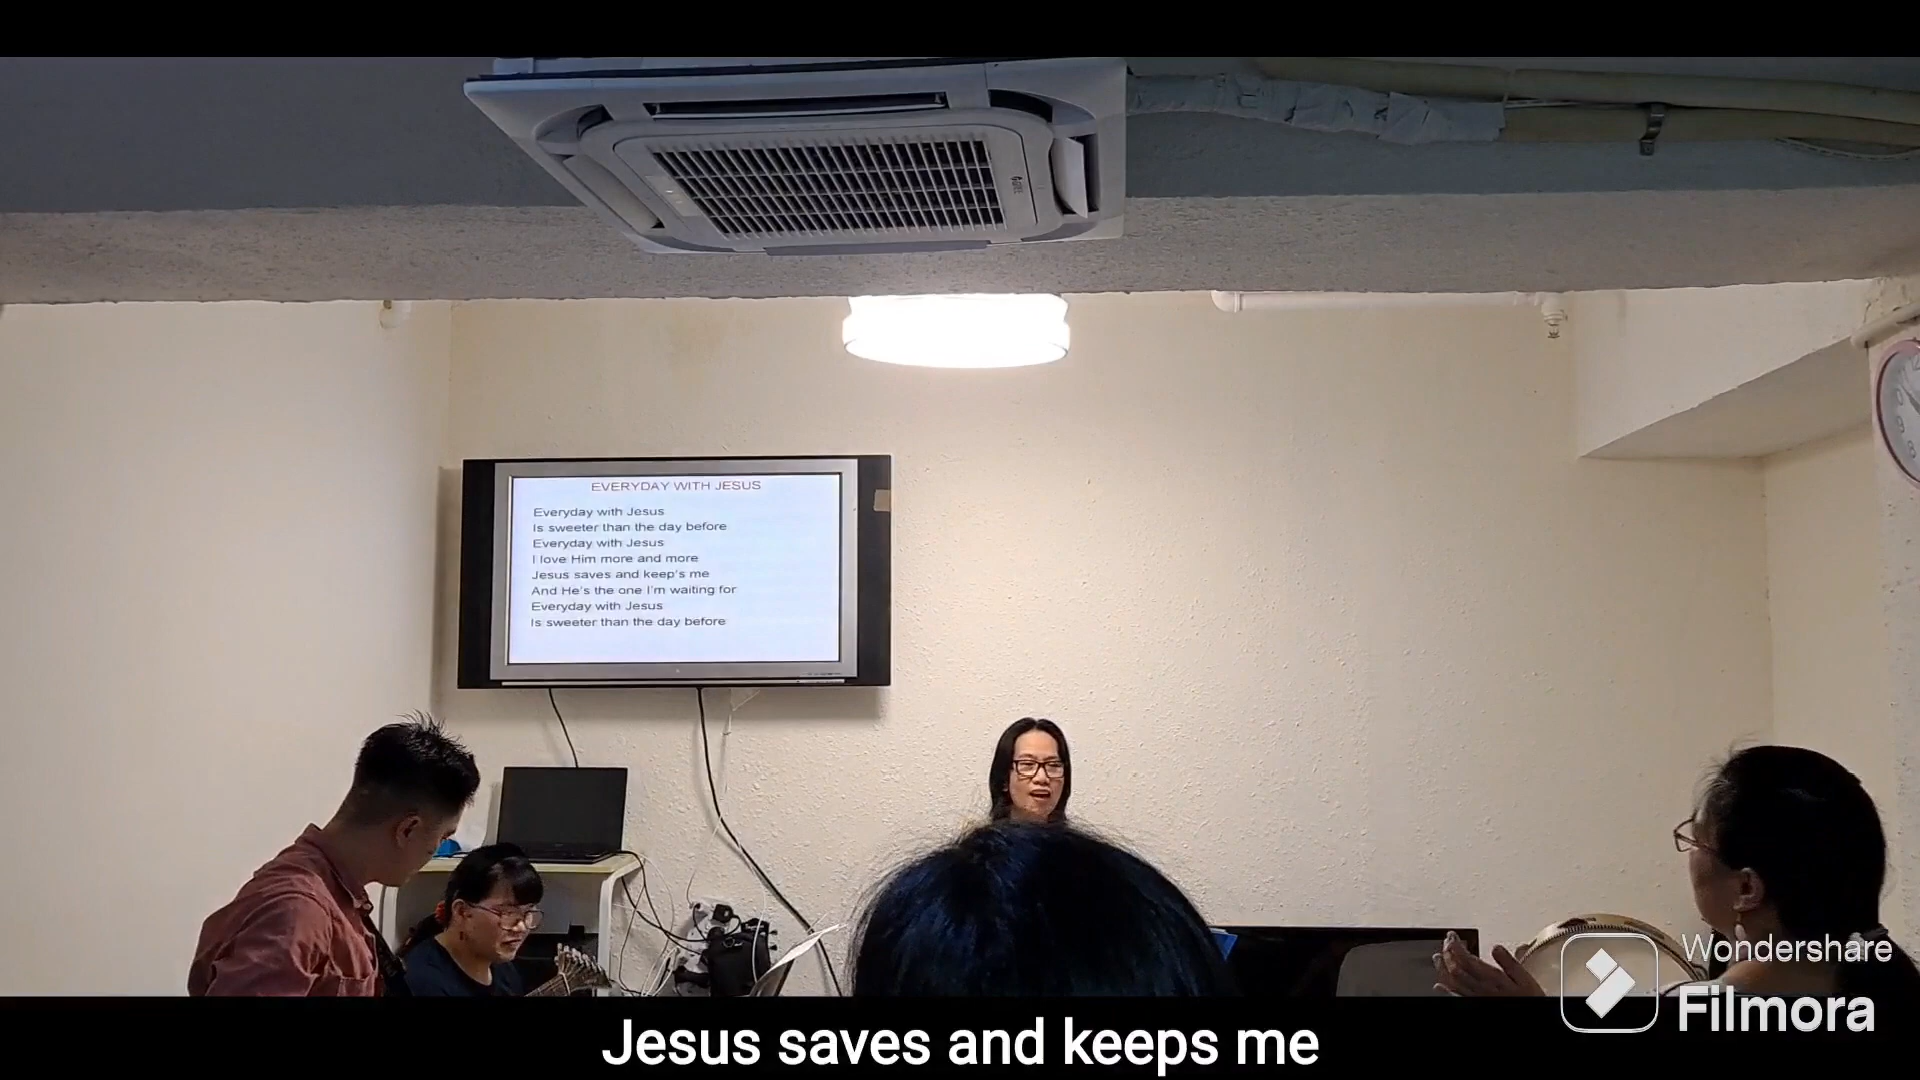 EVERYDAY WITH JESUS
Everyday with Jesus
Is sweeter than the day before
Everyday with Jesus
I love Him more and more
Jesus saves and keep's me
And He's the one I'm waiting for
Everyday with Jesus
Is sweeter than the day before
Wondershare
Filmora
Jesus saves and keeps me